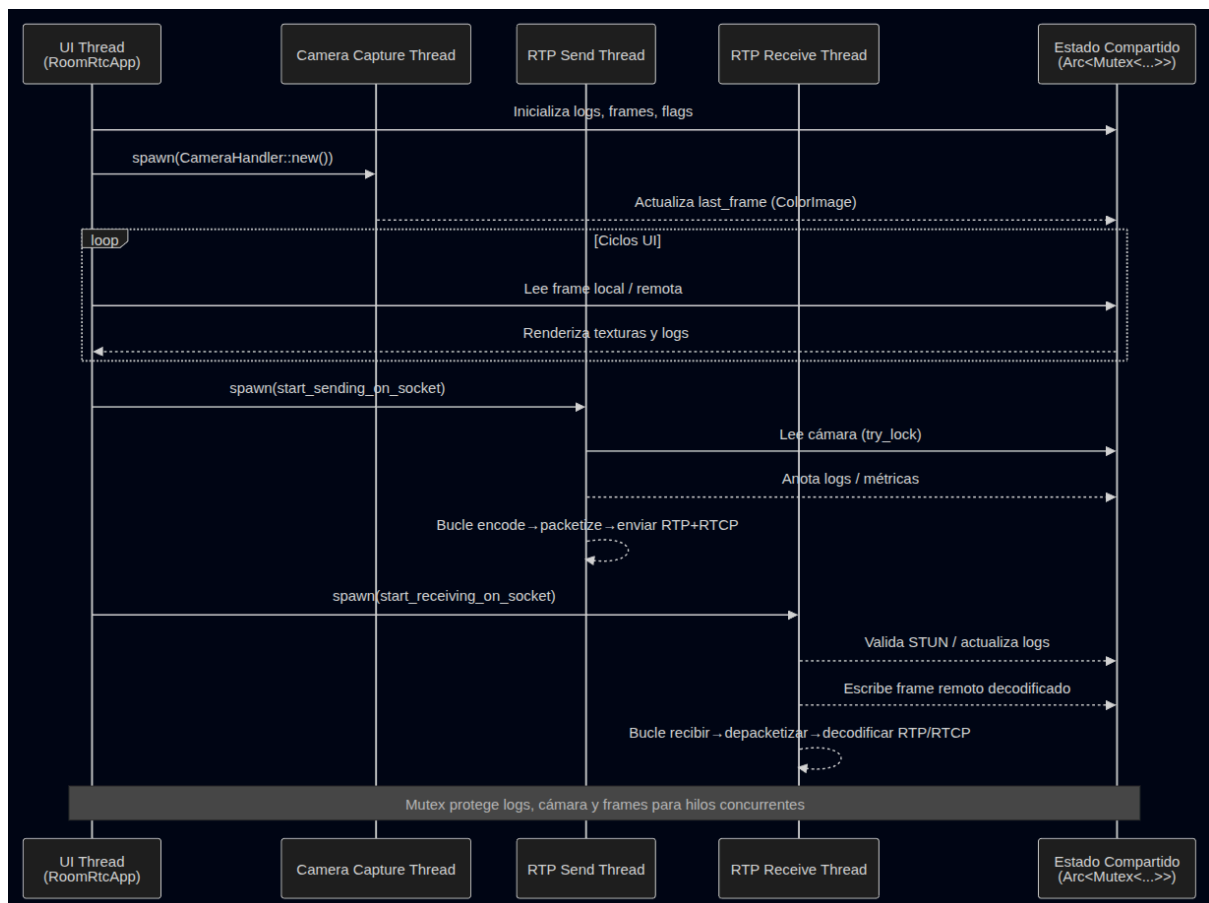 UI Thread
(RoomRtcApp)
Camera Capture Thread
RTP Send Thread
RTP Receive Thread
Estado Compartido
(Arc<Mutex<...>>)
Inicializa logs, frames, flags
spawn(CameraHandler::new())
Actualiza last_frame (ColorImage)
loop
[Ciclos UI]
Lee frame local / remota
Renderiza texturas y logs
spawn(start_sending_on_socket)
Lee cámara (try_lock)
Anota logs / métricas
Bucle encode→packetize→enviar RTP+RTCP
spawn(start_receiving_on_socket)
Valida STUN / actualiza logs
Escribe frame remoto decodificado
Bucle recibir→depacketizar→decodificar RTP/RTCP
Mutex protege logs, cámara y frames para hilos concurrentes
UI Thread
(RoomRtcApp)
Camera Capture Thread
RTP Send Thread
RTP Receive Thread
Estado Compartido
(Arc<Mutex<...>>)